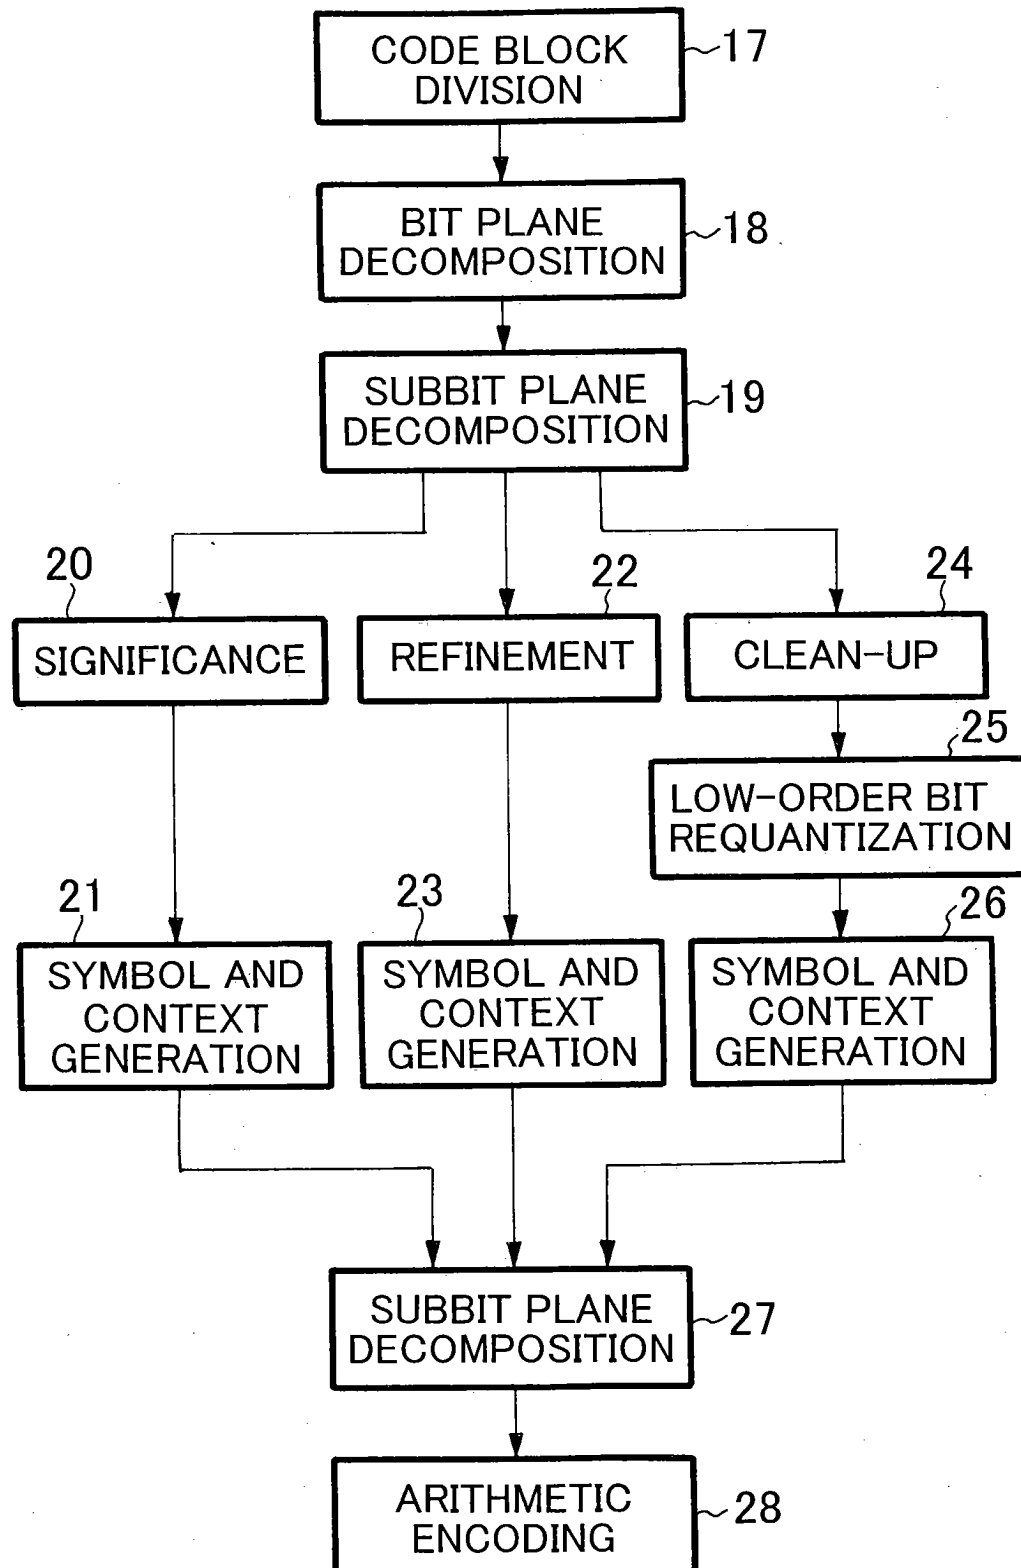 CODE BLOCK
DIVISION
17
BIT PLANE
DECOMPOSITION
18
SUBBIT PLANE
DECOMPOSITION
19
20
22
24
SIGNIFICANCE
REFINEMENT
CLEAN-UP
25
LOW-ORDER BIT
REQUANTIZATION
21
23
26
SYMBOL AND
CONTEXT
GENERATION
SYMBOL AND
CONTEXT
GENERATION
SYMBOL AND
CONTEXT
GENERATION
SUBBIT PLANE
DECOMPOSITION
27
ARITHMETIC
ENCODING
28